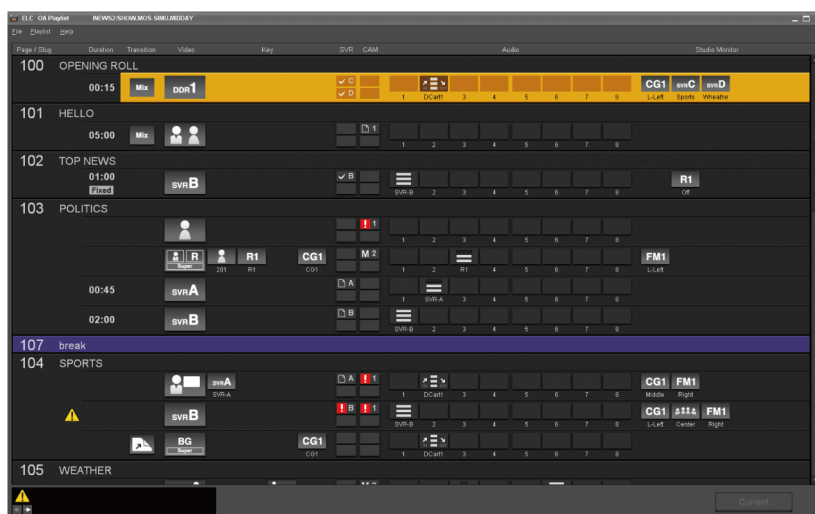 ELC OA Playlist INEWS2/SHOW.MOS-SIMU.MIDDAY
File Playlist Help
Page / Slug Duration Transition Video Key SVR CAM Audio Studio Monitor
100 OPENING ROLL
00:15 Mix DDR1 C D CG1 SVRC SVRD
1 DCart1 3 4 5 6 7 8 L-Left Sports Wheathe
101 HELLO
05:00 Mix 1
1 2 3 4 5 6 7 8
102 TOP NEWS
01:00 Fixed SVRB B R1
SVR-B 2 3 4 5 6 7 8 Off
103 POLITICS
! 1
1 2 3 4 5 6 7 8
R Super R1 CG1 M 2 FM1
201 R1 CG1 1 2 R1 4 5 6 7 8 L-Left
00:45 SVRA A
1 SVR-A 3 4 5 6 7 8
02:00 SVRB B
SVR-B 2 3 4 5 6 7 8
107 break
104 SPORTS
SVRA A ! 1 CG1 FM1
SVR-A 1 DCart1 3 4 5 6 7 8 Middle Right
SVRB ! B ! 1 CG1 FM1
SVR-B 2 3 4 5 6 7 8 L-Left Center Right
BG Super CG1
CG1 1 DCart1 3 4 5 6 7 8
105 WEATHER
Current